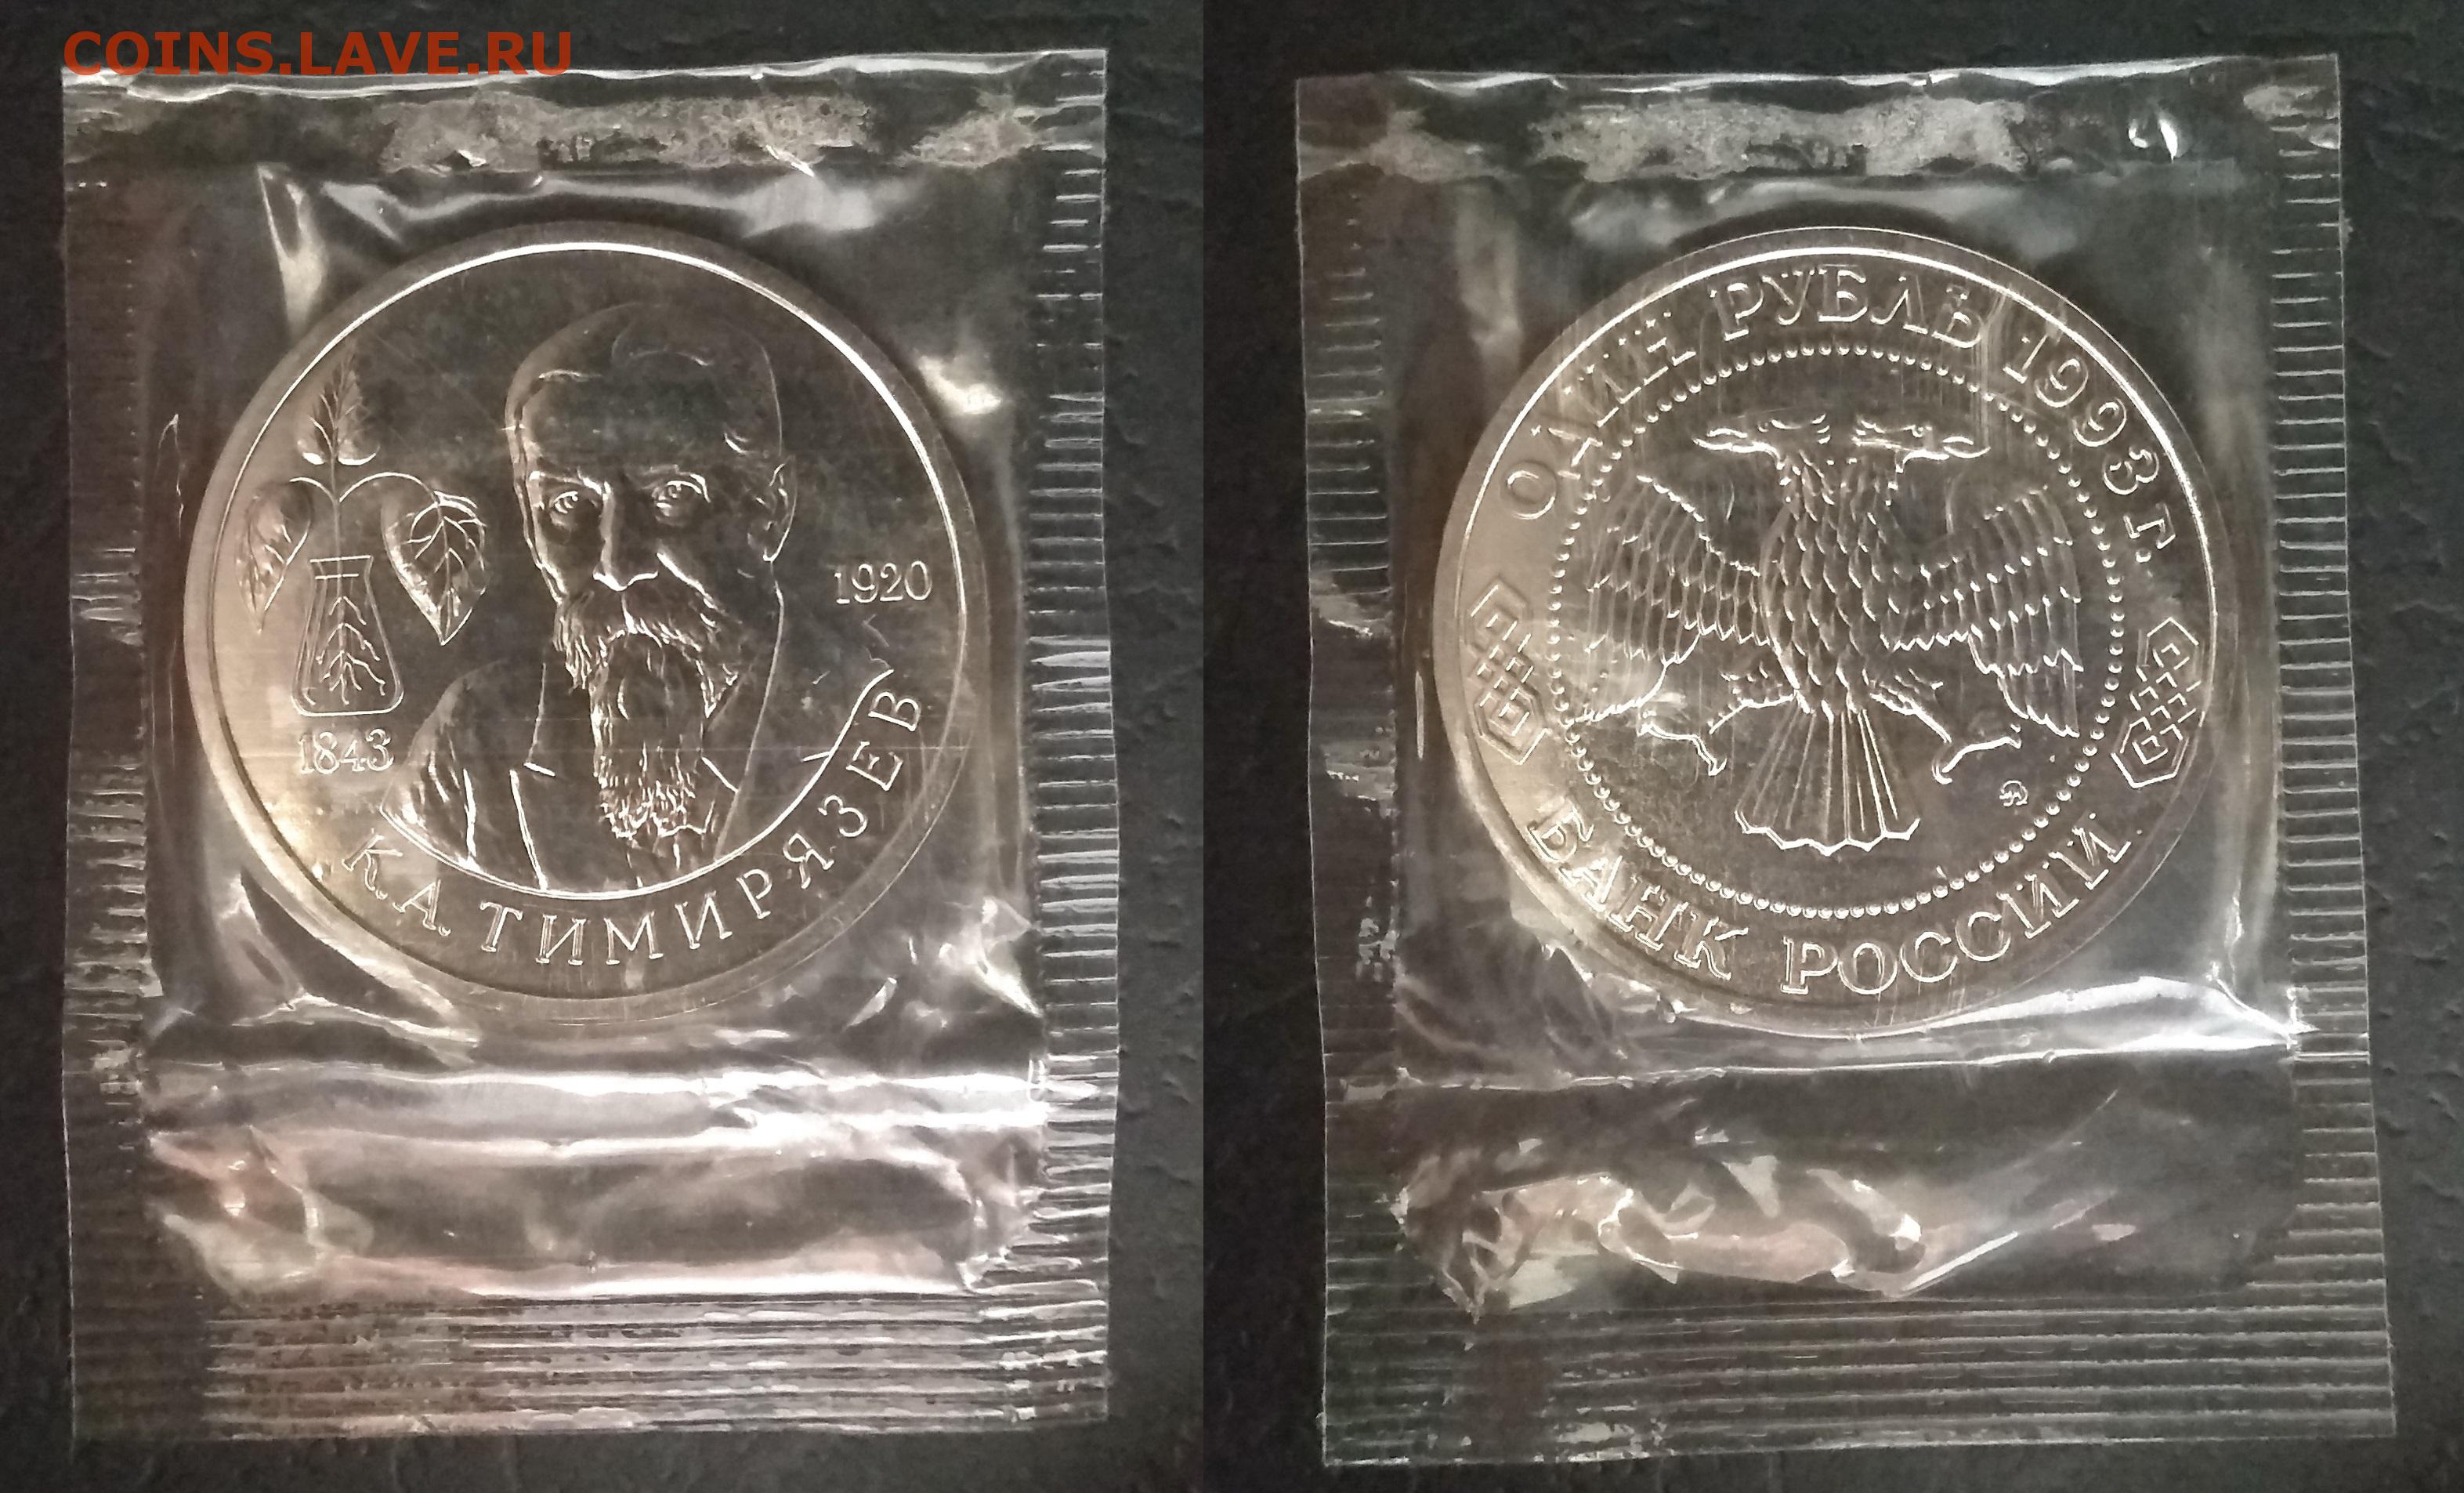 COINS.LAVE.RU
1843
1920
К.А. ТИМИРЯЗЕВ
ОДИН РУБЛЬ 1993 г.
БАНК РОССИИ